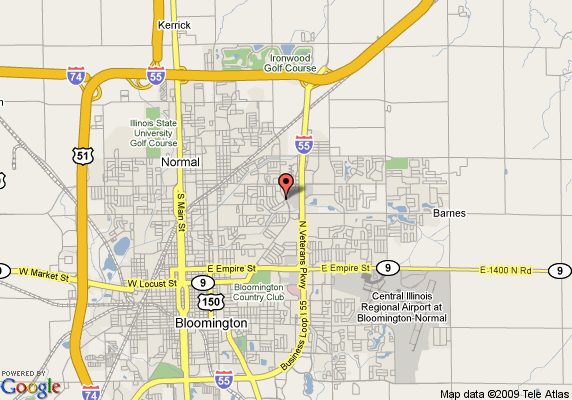 Kerrick
Ironwood
Golf Course
74
55
Illinois State
University
Golf Course
55
51
Normal
S Main St
Barnes
N Veterans Pkwy
E Empire St
E Empire St
9
E 1400 N Rd
9
W Market St
W Locust St
9
150
Bloomington
Country Club
Central Illinois
Regional Airport at
Bloomington-Normal
Bloomington
Business Loop I 55
55
74
POWERED BY
Google
Map data ©2009 Tele Atlas